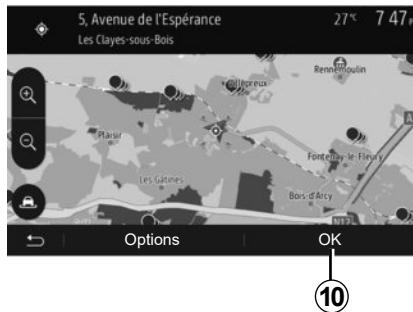 5, Avenue de l'Espérance
27 °C
7 47
Les Clayes-sous-Bois
Rennemoulin
Plaisir
Fontenay-le-Fleury
Les Gâtines
Bois-d'Arcy
A
N12
Options
OK
10